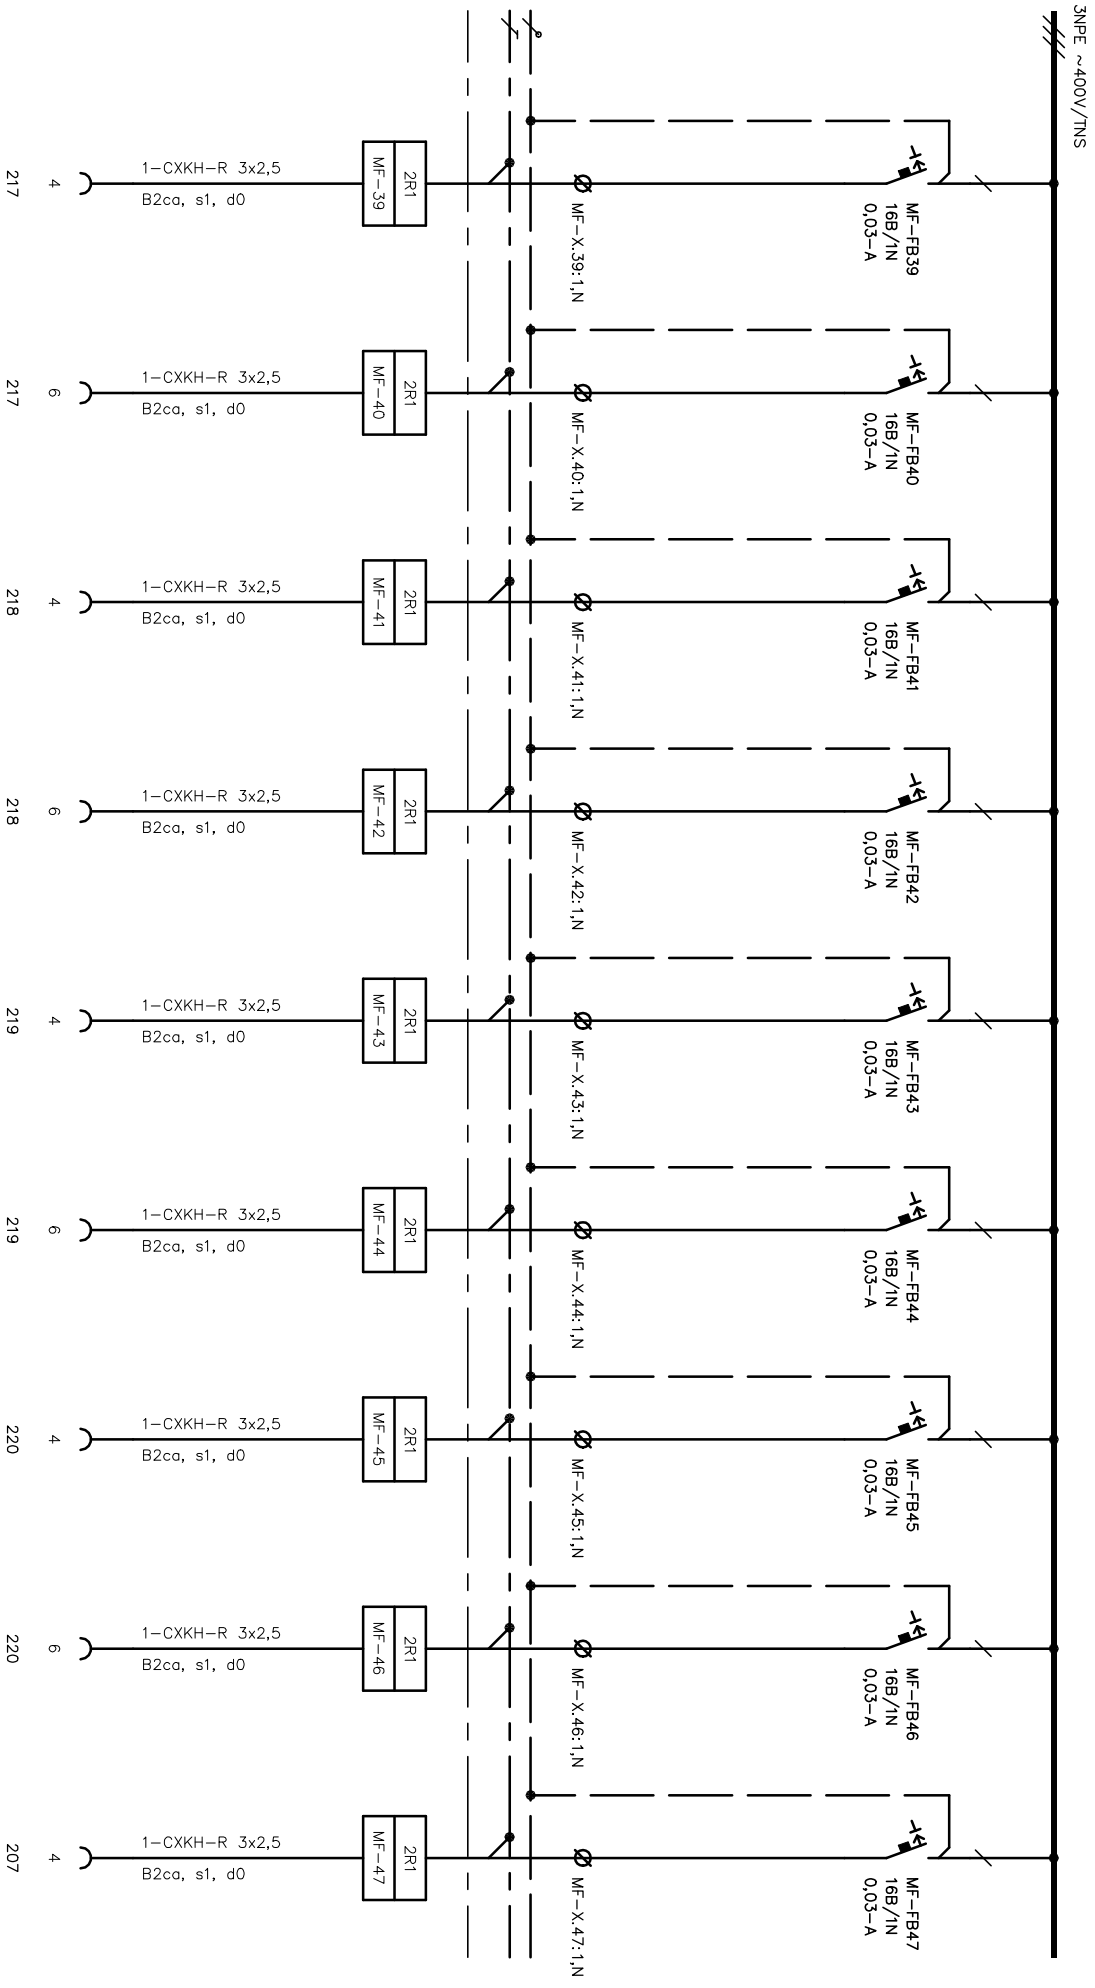 3NPE ~400V/TNS
MF-FB39
16B/1N
0,03-A
MF-X.39:1,N
2R1
MF-39
1-CXKH-R 3x2,5
B2ca, s1, d0
4
217
MF-FB40
16B/1N
0,03-A
MF-X.40:1,N
2R1
MF-40
1-CXKH-R 3x2,5
B2ca, s1, d0
6
217
MF-FB41
16B/1N
0,03-A
MF-X.41:1,N
2R1
MF-41
1-CXKH-R 3x2,5
B2ca, s1, d0
4
218
MF-FB42
16B/1N
0,03-A
MF-X.42:1,N
2R1
MF-42
1-CXKH-R 3x2,5
B2ca, s1, d0
6
218
MF-FB43
16B/1N
0,03-A
MF-X.43:1,N
2R1
MF-43
1-CXKH-R 3x2,5
B2ca, s1, d0
4
219
MF-FB44
16B/1N
0,03-A
MF-X.44:1,N
2R1
MF-44
1-CXKH-R 3x2,5
B2ca, s1, d0
6
219
MF-FB45
16B/1N
0,03-A
MF-X.45:1,N
2R1
MF-45
1-CXKH-R 3x2,5
B2ca, s1, d0
4
220
MF-FB46
16B/1N
0,03-A
MF-X.46:1,N
2R1
MF-46
1-CXKH-R 3x2,5
B2ca, s1, d0
6
220
MF-FB47
16B/1N
0,03-A
MF-X.47:1,N
2R1
MF-47
1-CXKH-R 3x2,5
B2ca, s1, d0
4
207